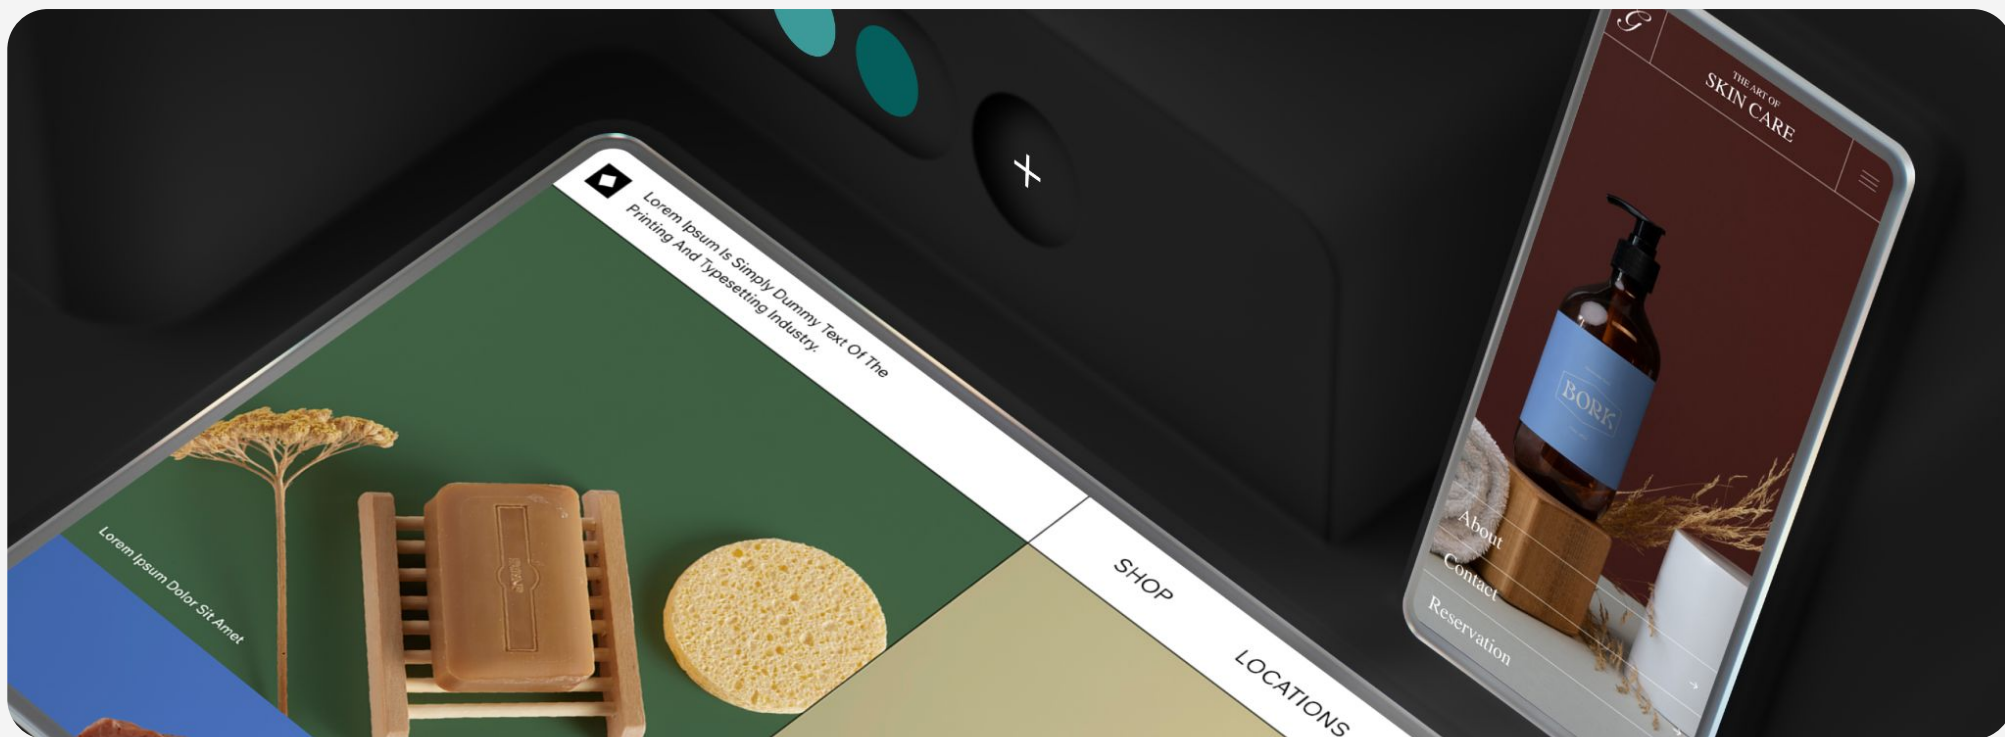 Lorem Ipsum Is Simply Dummy Text Of The
Printing And Typesetting Industry.
Lorem Ipsum Dolor Sit Amet
SHOP
LOCATIONS
G
THE ART OF
SKIN CARE
BORK
About
Contact
Reservation